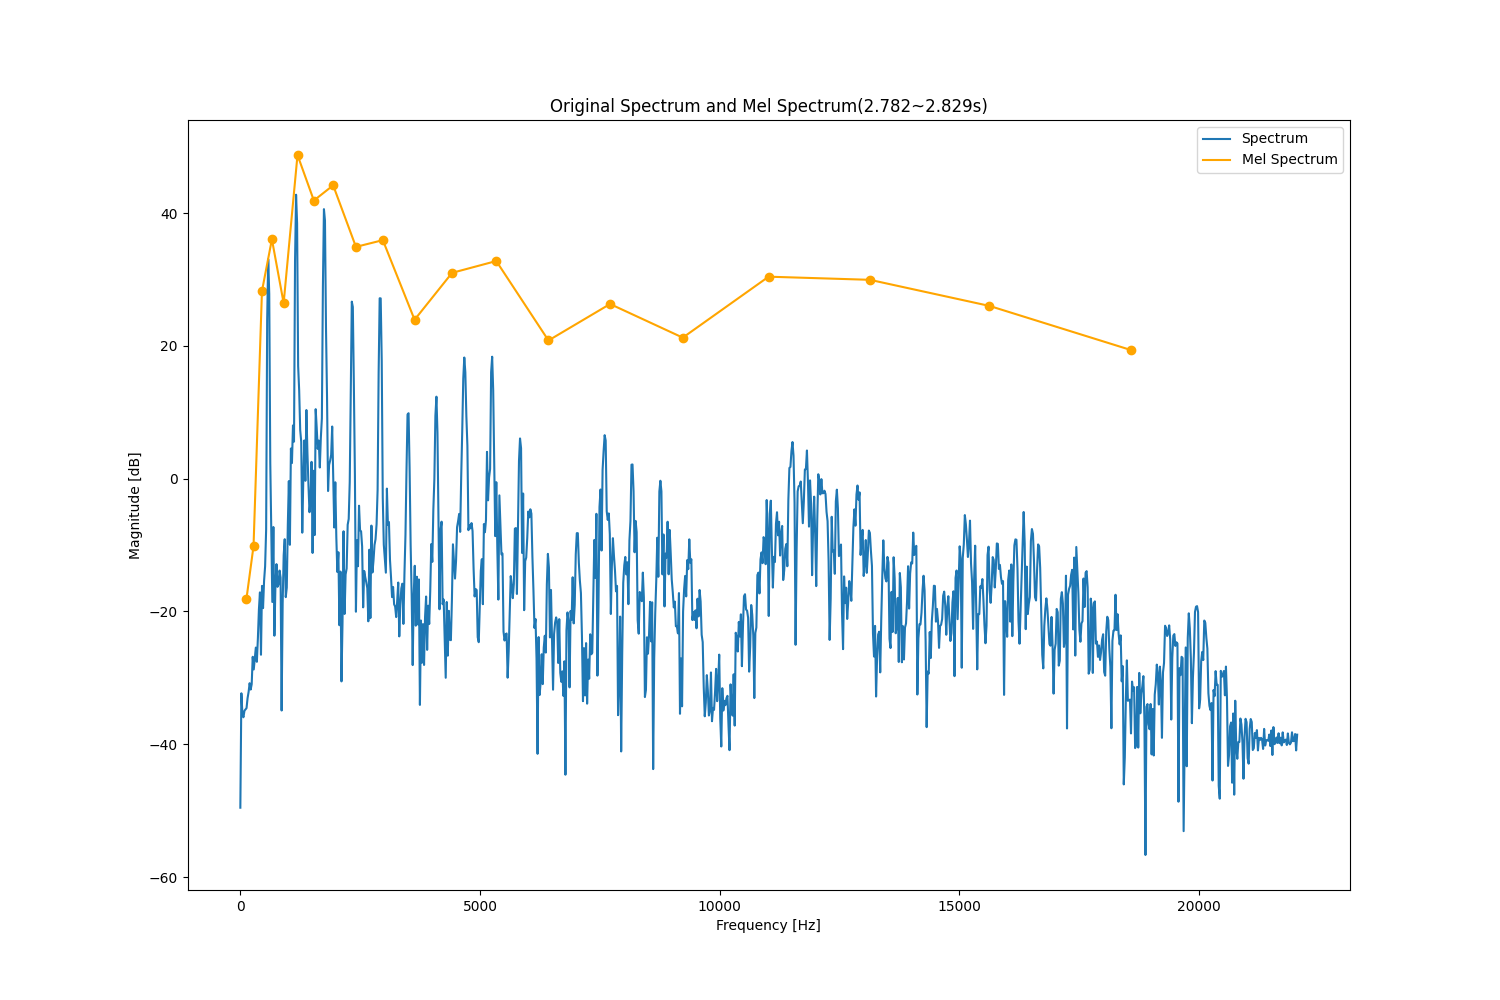 Original Spectrum and Mel Spectrum(2.782~2.829s)
Spectrum
Mel Spectrum
Magnitude [dB]
40
20
0
−20
−40
−60
0 5000 10000 15000 20000
Frequency [Hz]